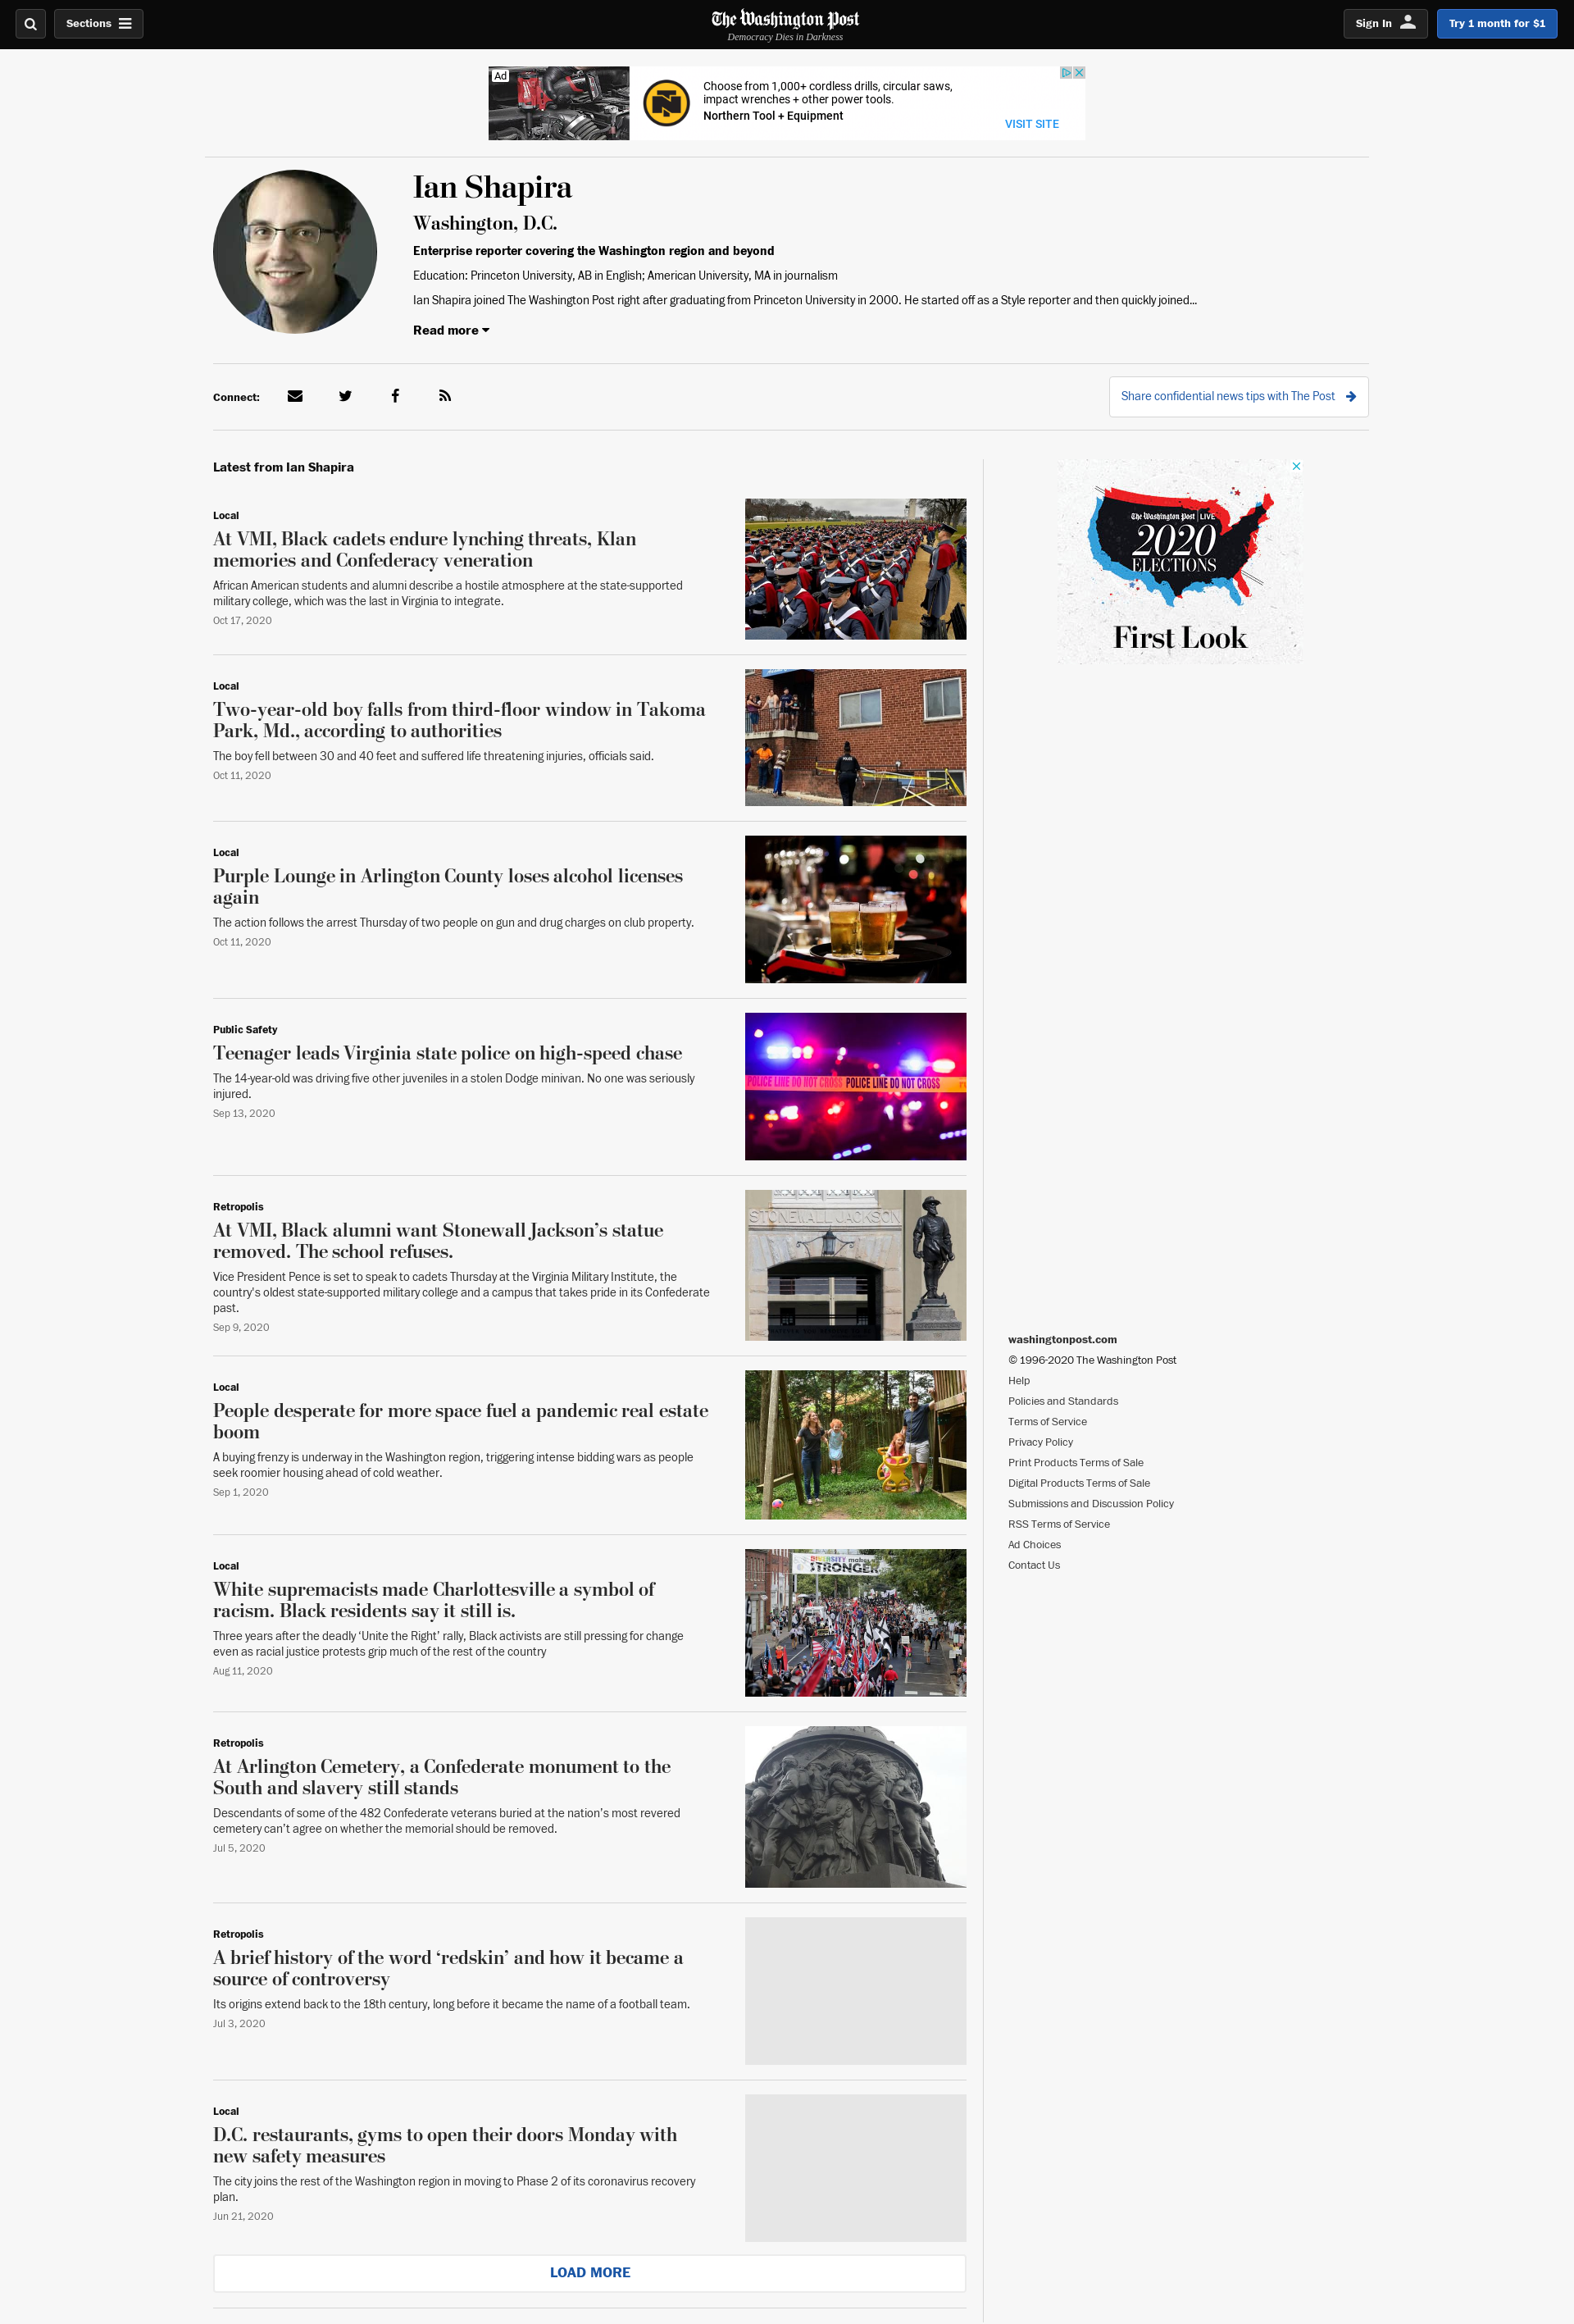 Sections
The Washington Post
Democracy Dies in Darkness
Sign In
Try 1 month for $1
Ad
Choose from 1,000+ cordless drills, circular saws,
impact wrenches + other power tools.
Northern Tool + Equipment
VISIT SITE
Ian Shapira
Washington, D.C.
Enterprise reporter covering the Washington region and beyond
Education: Princeton University, AB in English; American University, MA in journalism
Ian Shapira joined The Washington Post right after graduating from Princeton University in 2000. He started off as a Style reporter and then quickly joined...
Read more
Connect:
Share confidential news tips with The Post
Latest from Ian Shapira
Local
At VMI, Black cadets endure lynching threats, Klan
memories and Confederacy veneration
African American students and alumni describe a hostile atmosphere at the state-supported
military college, which was the last in Virginia to integrate.
Oct 17, 2020
The Washington Post LIVE
2020
ELECTIONS
First Look
Local
Two-year-old boy falls from third-floor window in Takoma
Park, Md., according to authorities
The boy fell between 30 and 40 feet and suffered life threatening injuries, officials said.
Oct 11, 2020
Local
Purple Lounge in Arlington County loses alcohol licenses
again
The action follows the arrest Thursday of two people on gun and drug charges on club property.
Oct 11, 2020
Public Safety
Teenager leads Virginia state police on high-speed chase
The 14-year-old was driving five other juveniles in a stolen Dodge minivan. No one was seriously
injured.
Sep 13, 2020
POLICE LINE DO NOT CROSS POLICE LINE DO NOT CROSS
Retropolis
At VMI, Black alumni want Stonewall Jackson’s statue
removed. The school refuses.
Vice President Pence is set to speak to cadets Thursday at the Virginia Military Institute, the
country's oldest state-supported military college and a campus that takes pride in its Confederate
past.
Sep 9, 2020
STONEWALL JACKSON
Local
People desperate for more space fuel a pandemic real estate
boom
A buying frenzy is underway in the Washington region, triggering intense bidding wars as people
seek roomier housing ahead of cold weather.
Sep 1, 2020
Local
White supremacists made Charlottesville a symbol of
racism. Black residents say it still is.
Three years after the deadly ‘Unite the Right’ rally, Black activists are still pressing for change
even as racial justice protests grip much of the rest of the country
Aug 11, 2020
DIVERSITY makes
STRONGER
Retropolis
At Arlington Cemetery, a Confederate monument to the
South and slavery still stands
Descendants of some of the 482 Confederate veterans buried at the nation’s most revered
cemetery can’t agree on whether the memorial should be removed.
Jul 5, 2020
Retropolis
A brief history of the word ‘redskin’ and how it became a
source of controversy
Its origins extend back to the 18th century, long before it became the name of a football team.
Jul 3, 2020
Local
D.C. restaurants, gyms to open their doors Monday with
new safety measures
The city joins the rest of the Washington region in moving to Phase 2 of its coronavirus recovery
plan.
Jun 21, 2020
LOAD MORE
washingtonpost.com
© 1996-2020 The Washington Post
Help
Policies and Standards
Terms of Service
Privacy Policy
Print Products Terms of Sale
Digital Products Terms of Sale
Submissions and Discussion Policy
RSS Terms of Service
Ad Choices
Contact Us